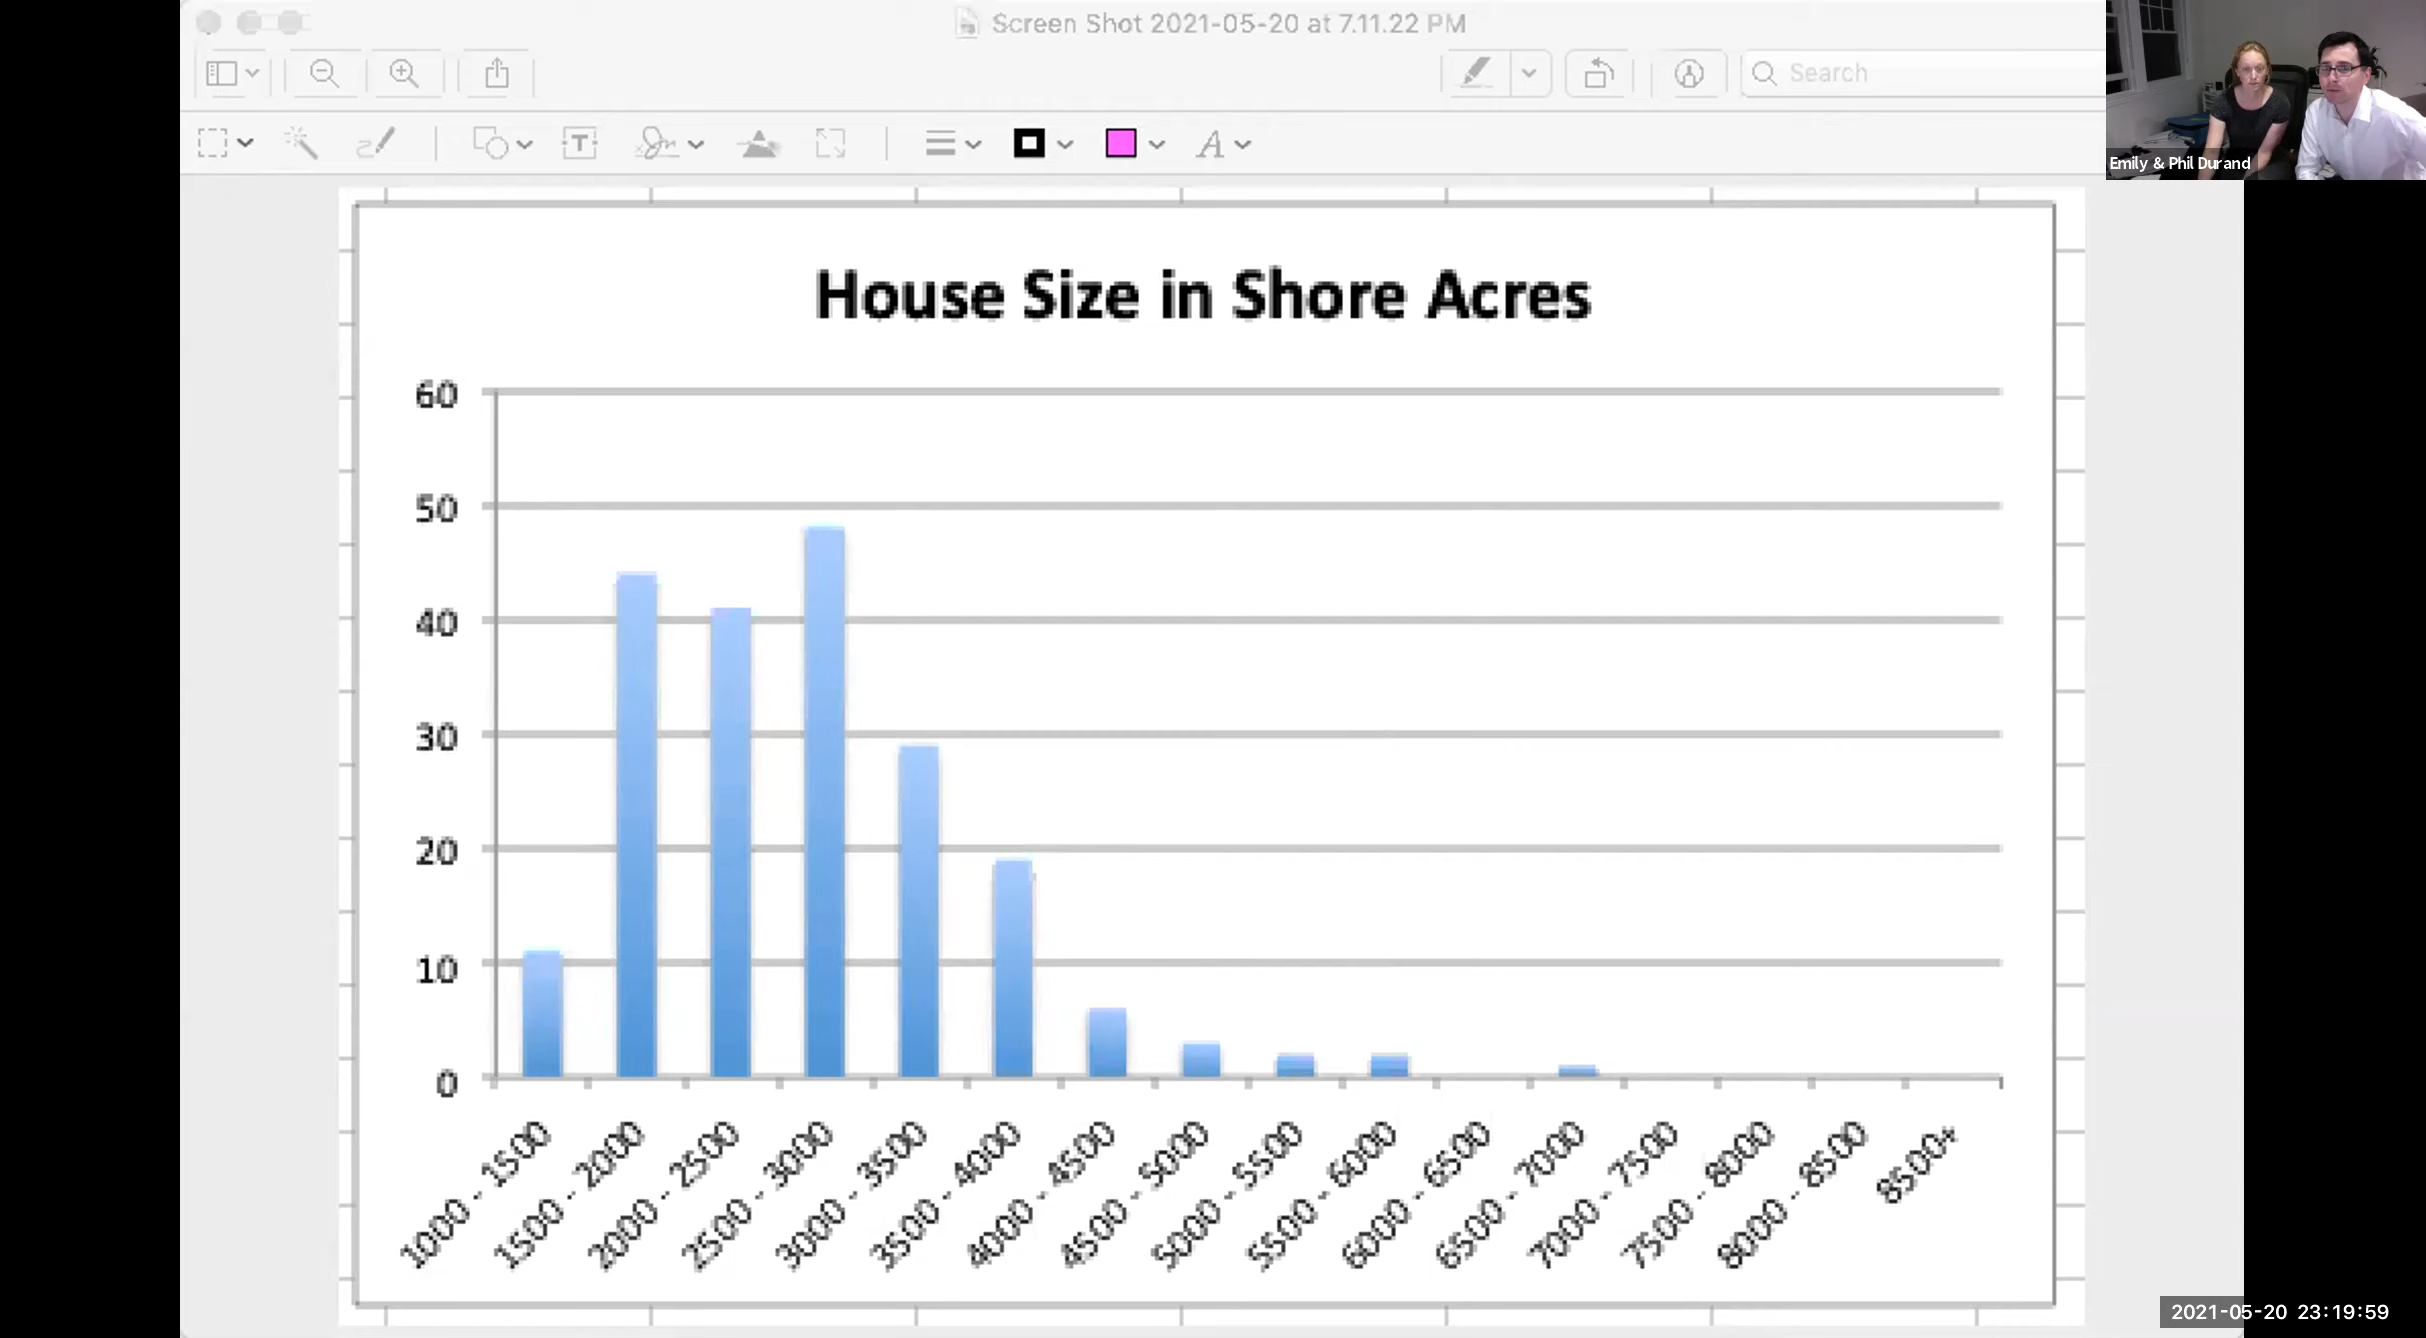 Screen Shot 2021-05-20 at 7.11.22 PM
Search
Emily & Phil Durand
House Size in Shore Acres
60
50
40
30
20
10
0
1000 - 1500
1500 - 2000
2000 - 2500
2500 - 3000
3000 - 3500
3500 - 4000
4000 - 4500
4500 - 5000
5000 - 5500
5500 - 6000
6000 - 6500
6500 - 7000
7000 - 7500
7500 - 8000
8000 - 8500
8500+
2021-05-20 23:19:59